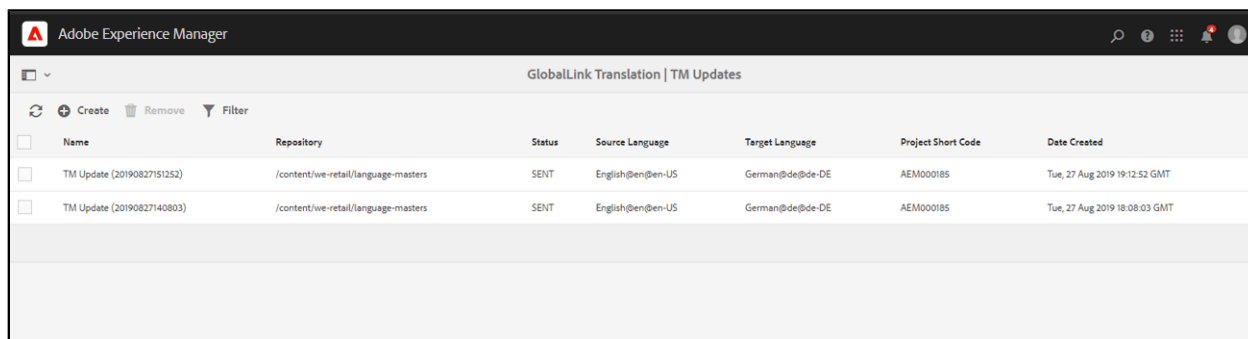 Adobe Experience Manager
4
GlobalLink Translation | TM Updates
Create Remove Filter
Name Repository Status Source Language Target Language Project Short Code Date Created
TM Update (20190827151252) /content/we-retail/language-masters SENT English@en@en-US German@de@de-DE AEM000185 Tue, 27 Aug 2019 19:12:52 GMT
TM Update (20190827140803) /content/we-retail/language-masters SENT English@en@en-US German@de@de-DE AEM000185 Tue, 27 Aug 2019 18:08:03 GMT